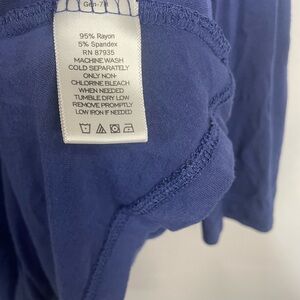 95% Rayon
5% Spandex
RN 87935
MACHINE WASH
COLD SEPARATELY
ONLY NON-
CHLORINE BLEACH
WHEN NEEDED
TUMBLE DRY LOW
REMOVE PROMPTLY
LOW IRON IF NEEDED